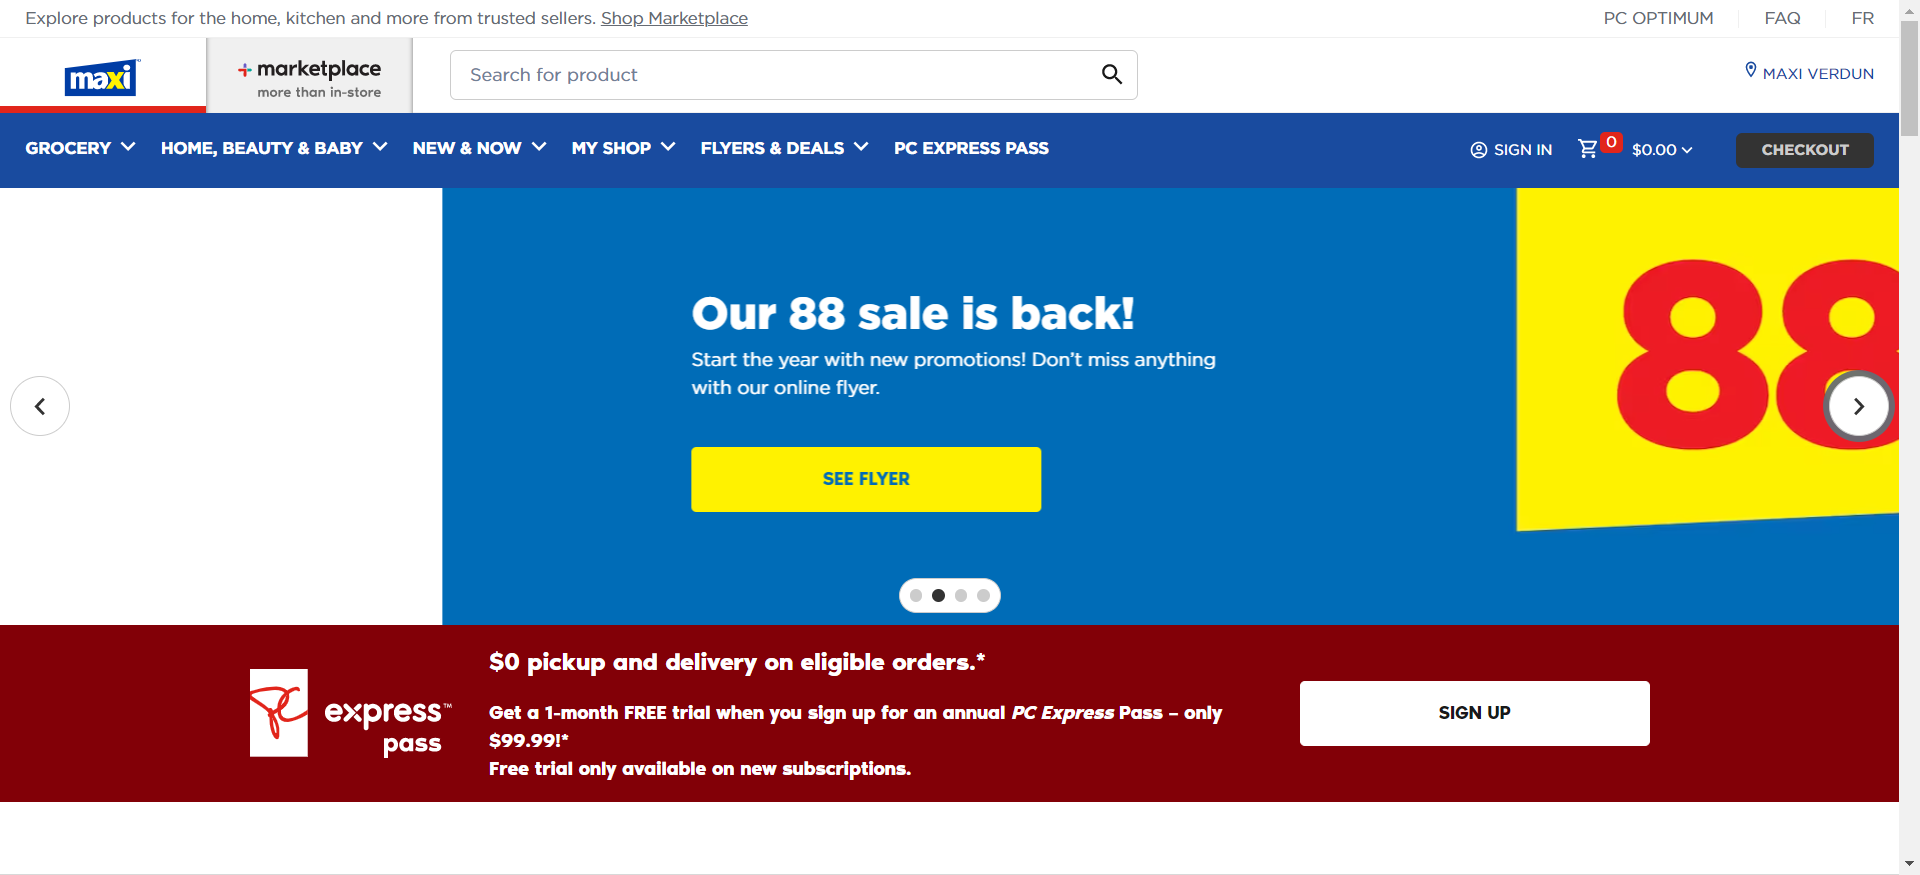 Explore products for the home, kitchen and more from trusted sellers. Shop Marketplace
PC OPTIMUM
FAQ
FR
maxi
marketplace
more than in-store
Search for product
MAXI VERDUN
GROCERY
HOME, BEAUTY & BABY
NEW & NOW
MY SHOP
FLYERS & DEALS
PC EXPRESS PASS
SIGN IN
0
$0.00
CHECKOUT
Our 88 sale is back!
Start the year with new promotions! Don't miss anything
with our online flyer.
SEE FLYER
88
PC express™
pass
$0 pickup and delivery on eligible orders.*
Get a 1-month FREE trial when you sign up for an annual PC Express Pass – only
$99.99!*
Free trial only available on new subscriptions.
SIGN UP